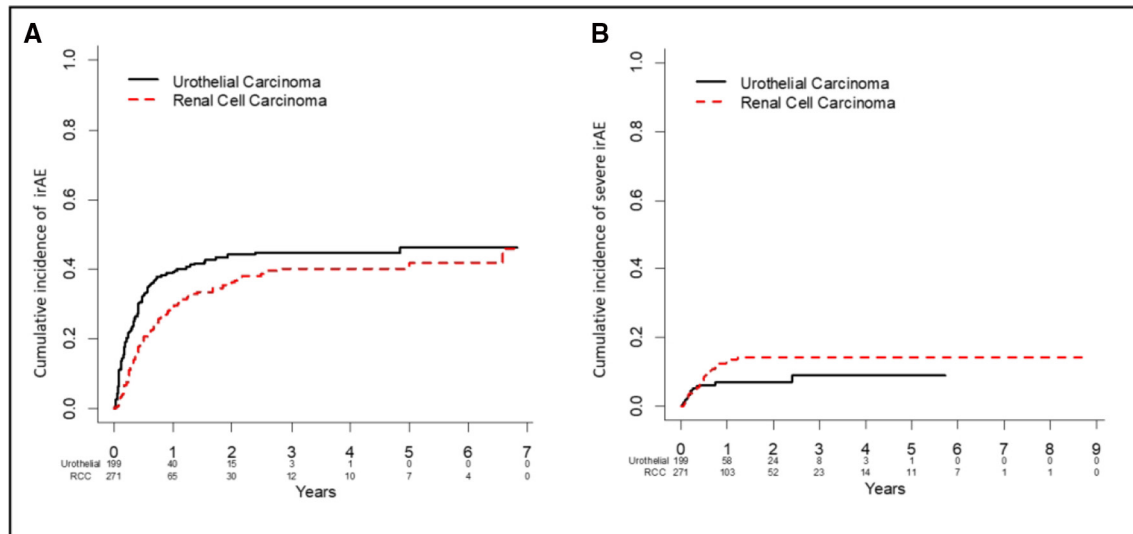 A
Urothelial Carcinoma
Renal Cell Carcinoma
Cumulative incidence of irAE
1.0
0.8
0.6
0.4
0.2
0.0
0 1 2 3 4 5 6 7
Urothelial 199 40 15 3 1 0 0 0
RCC 271 65 30 12 10 7 4 0
Years
B
Urothelial Carcinoma
Renal Cell Carcinoma
Cumulative incidence of severe irAE
1.0
0.8
0.6
0.4
0.2
0.0
0 1 2 3 4 5 6 7 8 9
Urothelial 199 58 24 8 3 1 0 0 0 0
RCC 271 103 52 23 14 11 7 1 1 0
Years